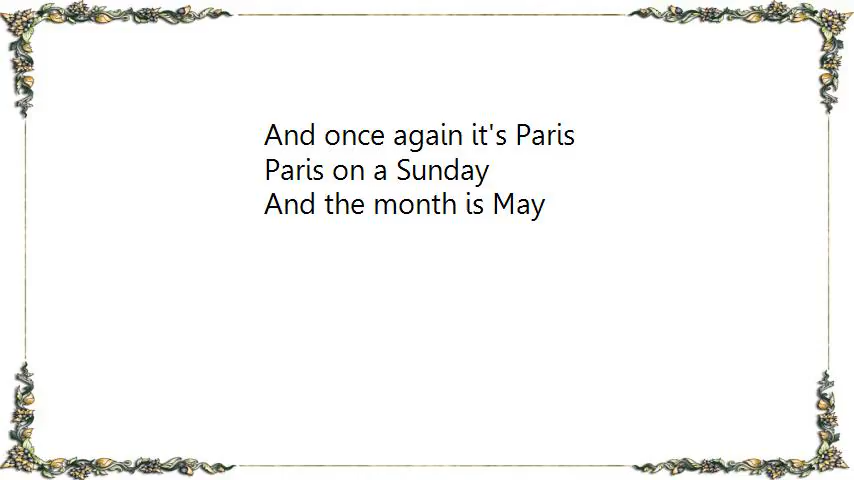 And once again it's Paris
Paris on a Sunday
And the month is May